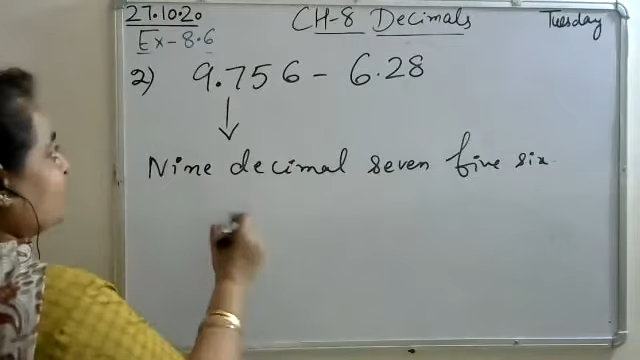 27.10.20 CH-8 Decimals Tuesday
Ex-8.6
2) 9.756 - 6.28
Nine decimal seven five six